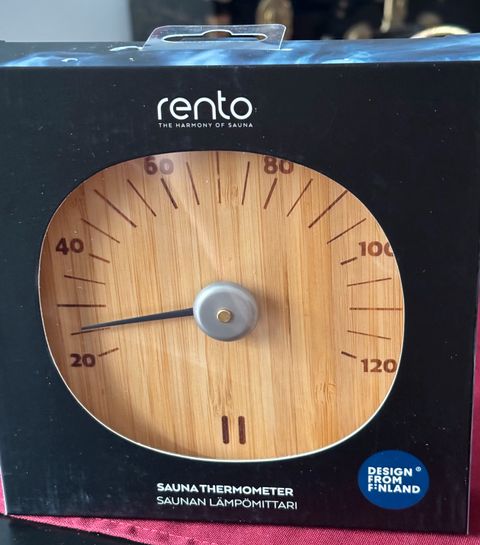 rento
THE HARMONY OF SAUNA
60 80
40 100
20 120
SAUNA THERMOMETER
SAUNAN LÄMPÖMITTARI
DESIGN ®
FROM
FINLAND